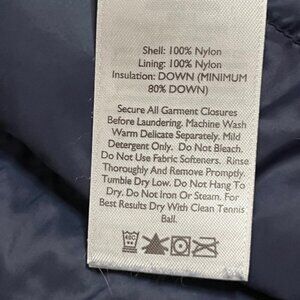 Shell: 100% Nylon
Lining: 100% Nylon
Insulation: DOWN (MINIMUM
80% DOWN)
Secure All Garment Closures
Before Laundering. Machine Wash
Warm Delicate Separately. Mild
Detergent Only. Do Not Bleach.
Do Not Use Fabric Softeners. Rinse
Thoroughly And Remove Promptly.
Tumble Dry Low. Do Not Hang To
Dry. Do Not Iron Or Steam. For
Best Results Dry With Clean Tennis
Ball.